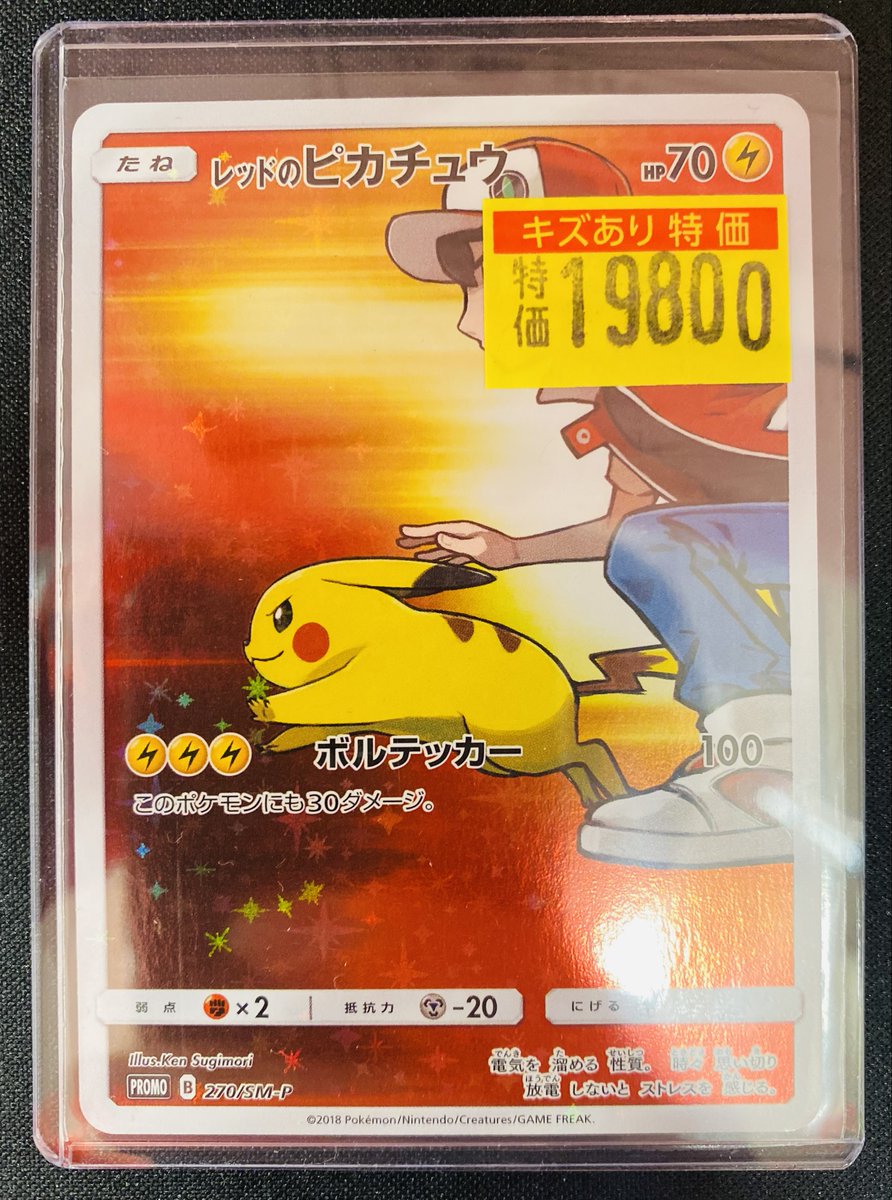 たね レッドのピカチュウ HP70
キズあり特価
特価 19800
ボルテッカー 100
このポケモンにも30ダメージ。
弱点 ×2 抵抗力 -20 にげる
Illus.Ken Sugimori
電気を 溜める 性質。 時々 思い切り
放電 しないと ストレスを 感じる。
PROMO B 270/SM-P
©2018 Pokémon/Nintendo/Creatures/GAME FREAK.